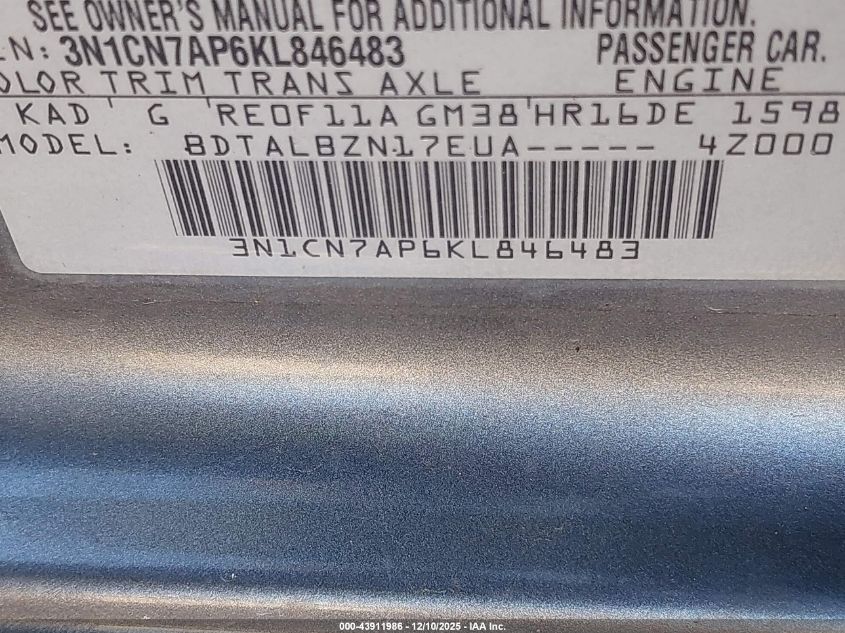 SEE OWNER'S MANUAL FOR ADDITIONAL INFORMATION.
N: 3N1CN7AP6KL846483 PASSENGER CAR.
OLOR TRIM TRANS AXLE ENGINE
KAD G RE0F11A GM38 HR16DE 1598
MODEL: BDTALBZN17EUA----- 4Z000
3N1CN7AP6KL846483
000-43911986 - 12/10/2025 - IAA Inc.